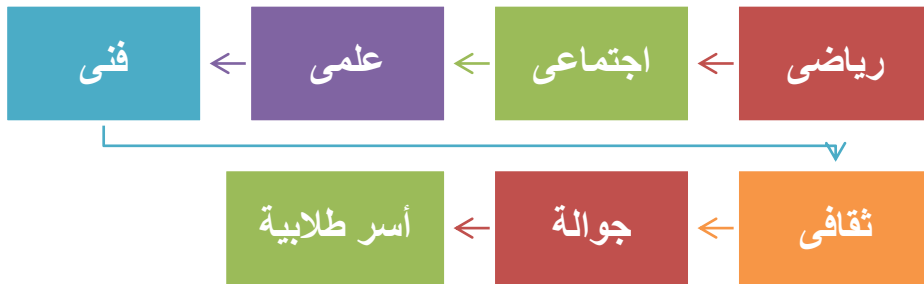 رياضى
اجتماعى
علمى
فنى
ثقافى
جوالة
أسر طلابية